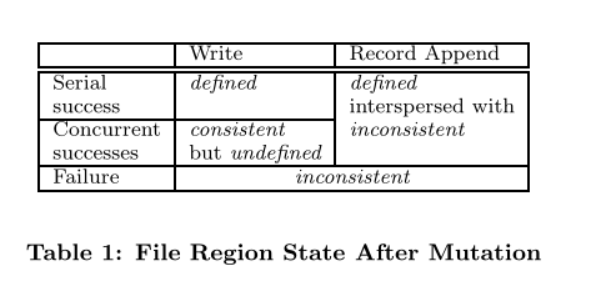 Write Record Append
Serial success defined defined interspersed with inconsistent
Concurrent successes consistent but undefined
Failure inconsistent
Table 1: File Region State After Mutation